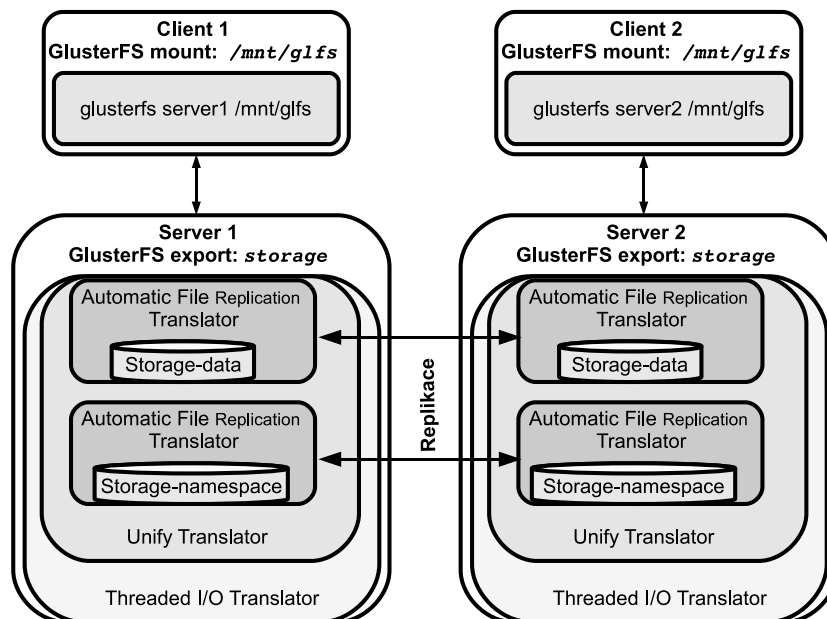 Client 1
GlusterFS mount: /mnt/glfs
glusterfs server1 /mnt/glfs
Client 2
GlusterFS mount: /mnt/glfs
glusterfs server2 /mnt/glfs
Server 1
GlusterFS export: storage
Automatic File Replication
Translator
Storage-data
Automatic File Replication
Translator
Storage-namespace
Unify Translator
Threaded I/O Translator
Replikace
Server 2
GlusterFS export: storage
Automatic File Replication
Translator
Storage-data
Automatic File Replication
Translator
Storage-namespace
Unify Translator
Threaded I/O Translator